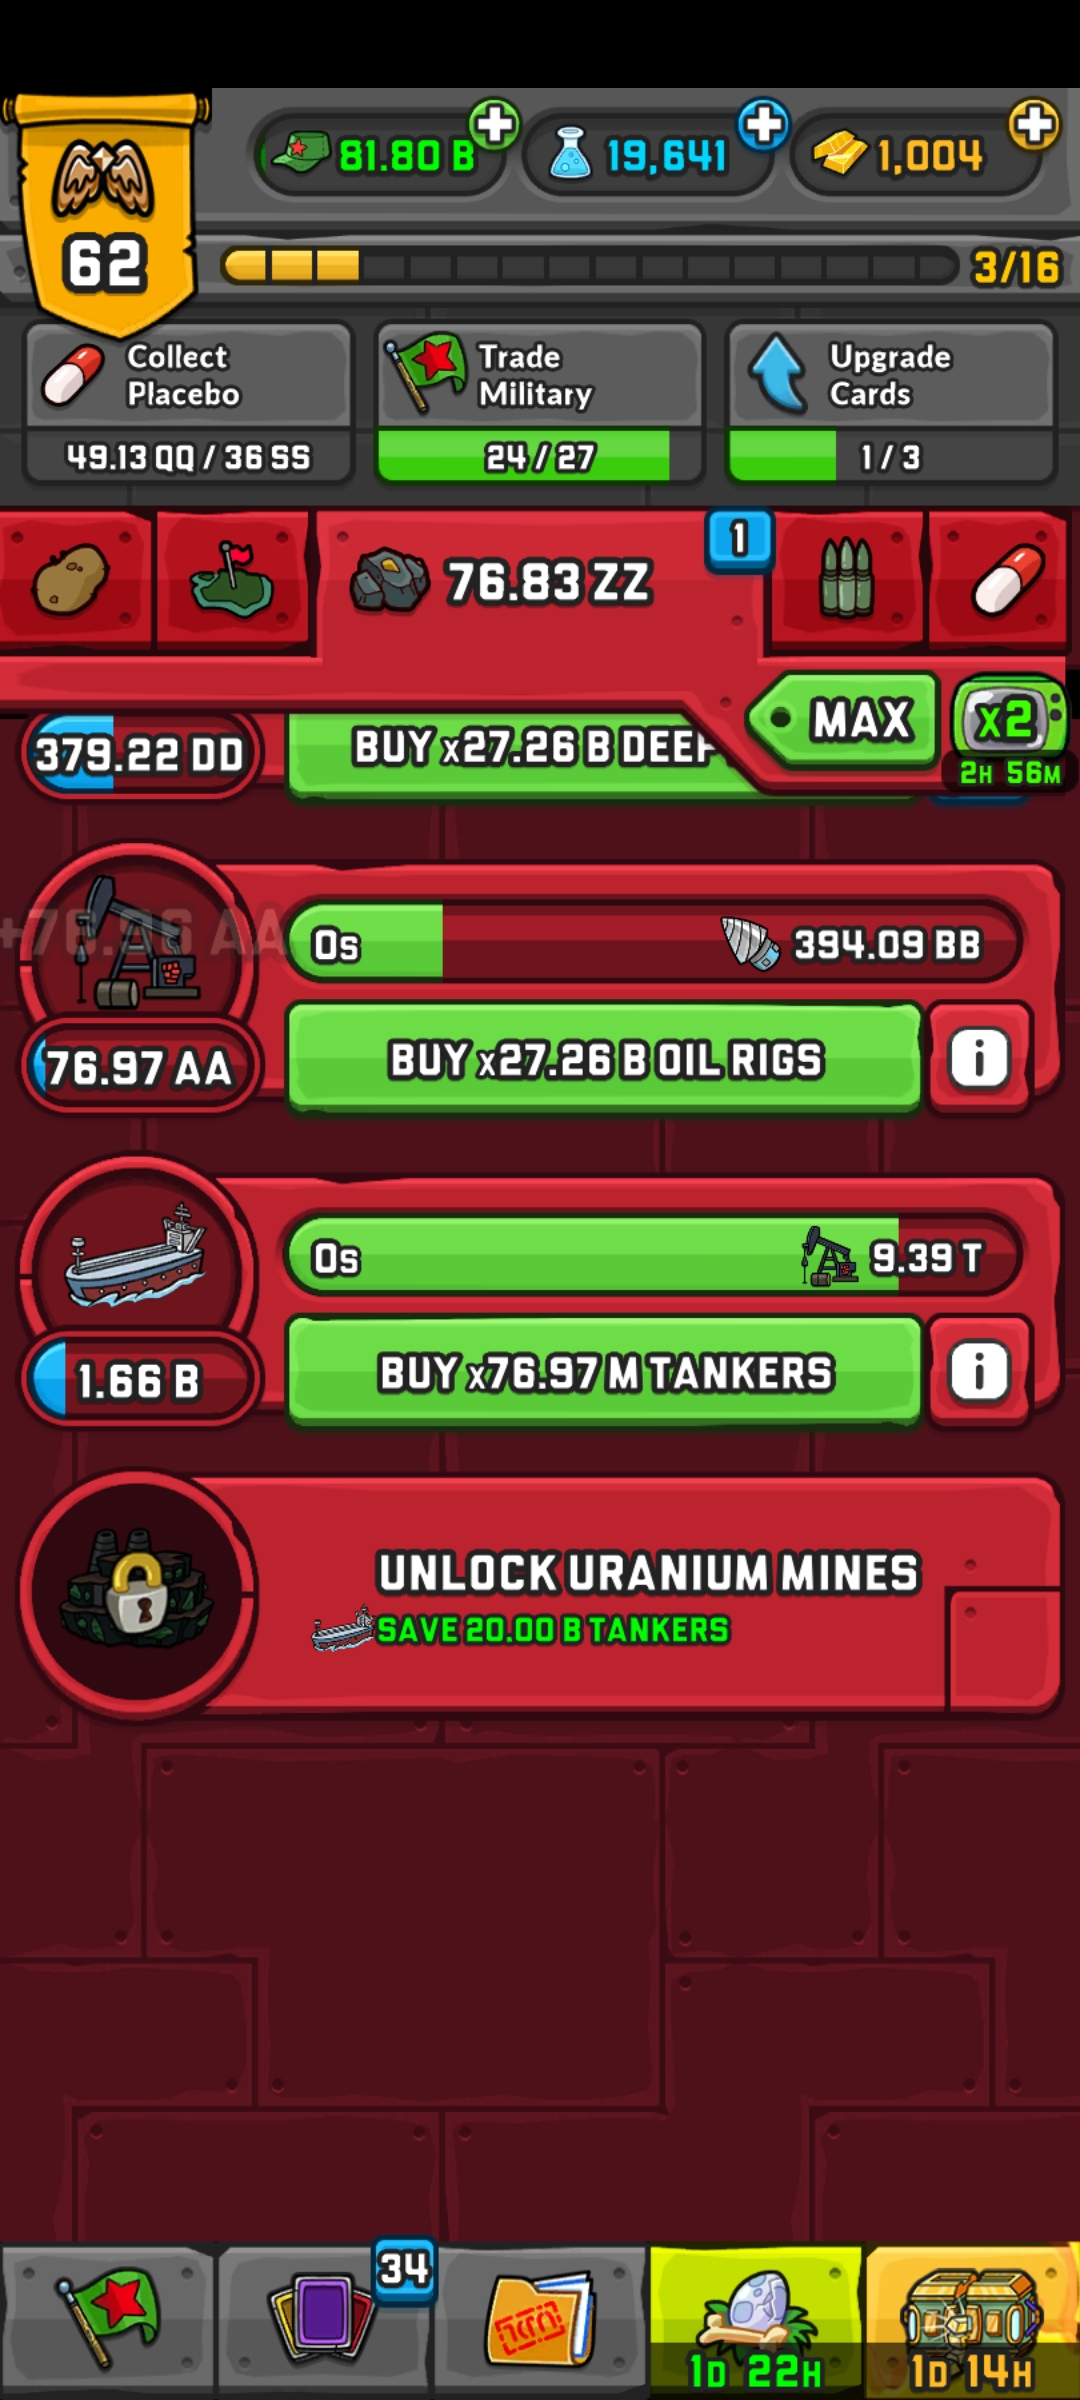 81.80 B
19,641
1,004
62
3/16
Collect
Placebo
Trade
Military
Upgrade
Cards
49.13 QQ / 36 SS
24 / 27
1 / 3
76.83 ZZ
1
MAX
x2
2H 56M
379.22 DD
BUY x27.26 B DEEP
+76.96 AA
0s
394.09 BB
76.97 AA
BUY x27.26 B OIL RIGS
i
0s
9.39 T
1.66 B
BUY x76.97 M TANKERS
i
UNLOCK URANIUM MINES
SAVE 20.00 B TANKERS
34
1D 22H
1D 14H